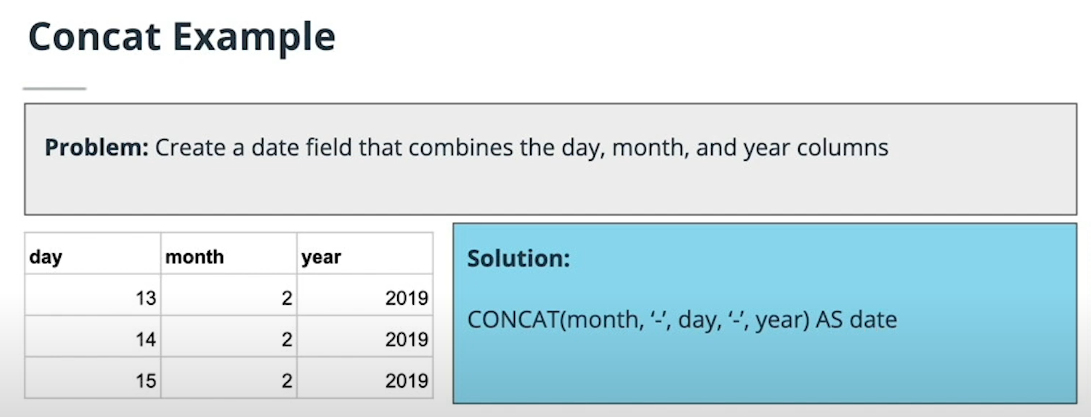 Concat Example
Problem: Create a date field that combines the day, month, and year columns
day month year
13 2 2019
14 2 2019
15 2 2019
Solution:
CONCAT(month, ‘-’, day, ‘-’, year) AS date